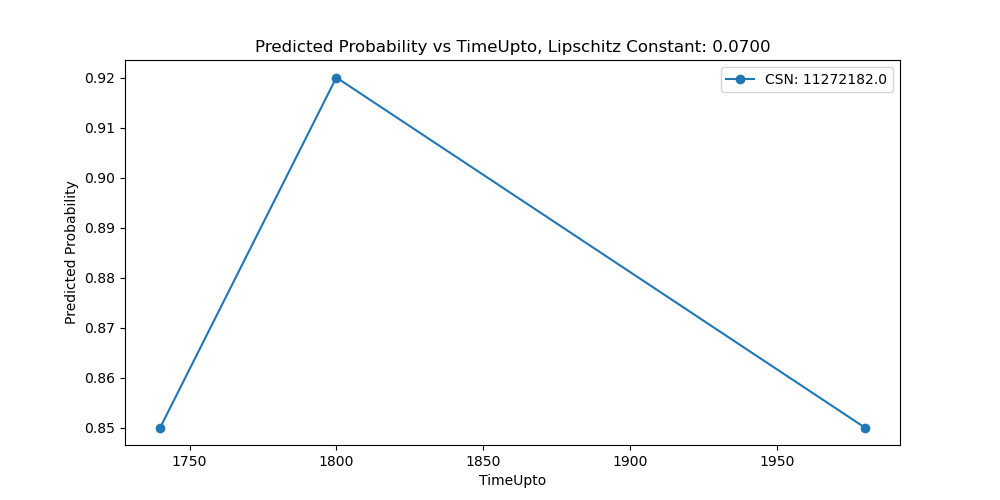 Predicted Probability vs TimeUpto, Lipschitz Constant: 0.0700
CSN: 11272182.0
Predicted Probability
0.92
0.91
0.90
0.89
0.88
0.87
0.86
0.85
1750 1800 1850 1900 1950
TimeUpto